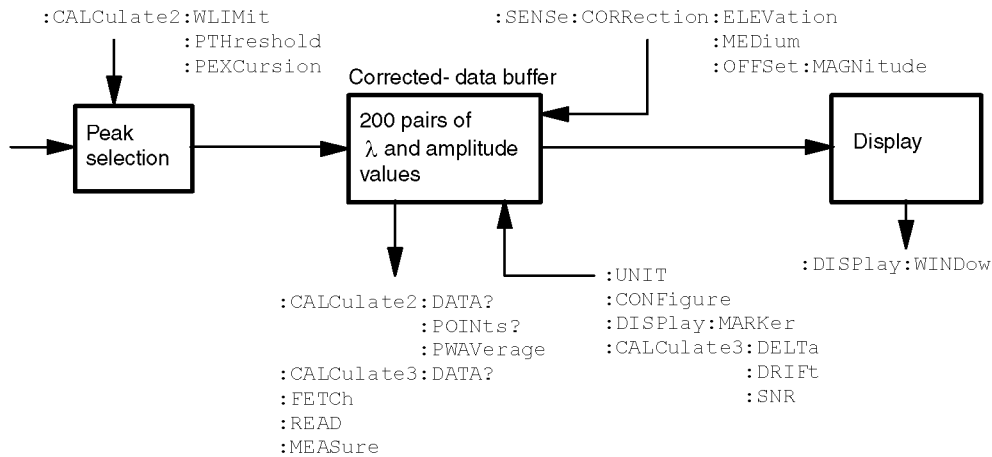 :CALCulate2:WLIMit
:PTHreshold
:PEXCursion
:SENSe:CORRection:ELEVation
:MEDium
:OFFSet:MAGNitude
Corrected- data buffer
Peak
selection
200 pairs of
λ and amplitude
values
Display
:DISPlay:WINDow
:CALCulate2:DATA?
:POINts?
:PWAVerage
:CALCulate3:DATA?
:FETCh
:READ
:MEASure
:UNIT
:CONFigure
:DISPlay:MARKer
:CALCulate3:DELTa
:DRIFt
:SNR